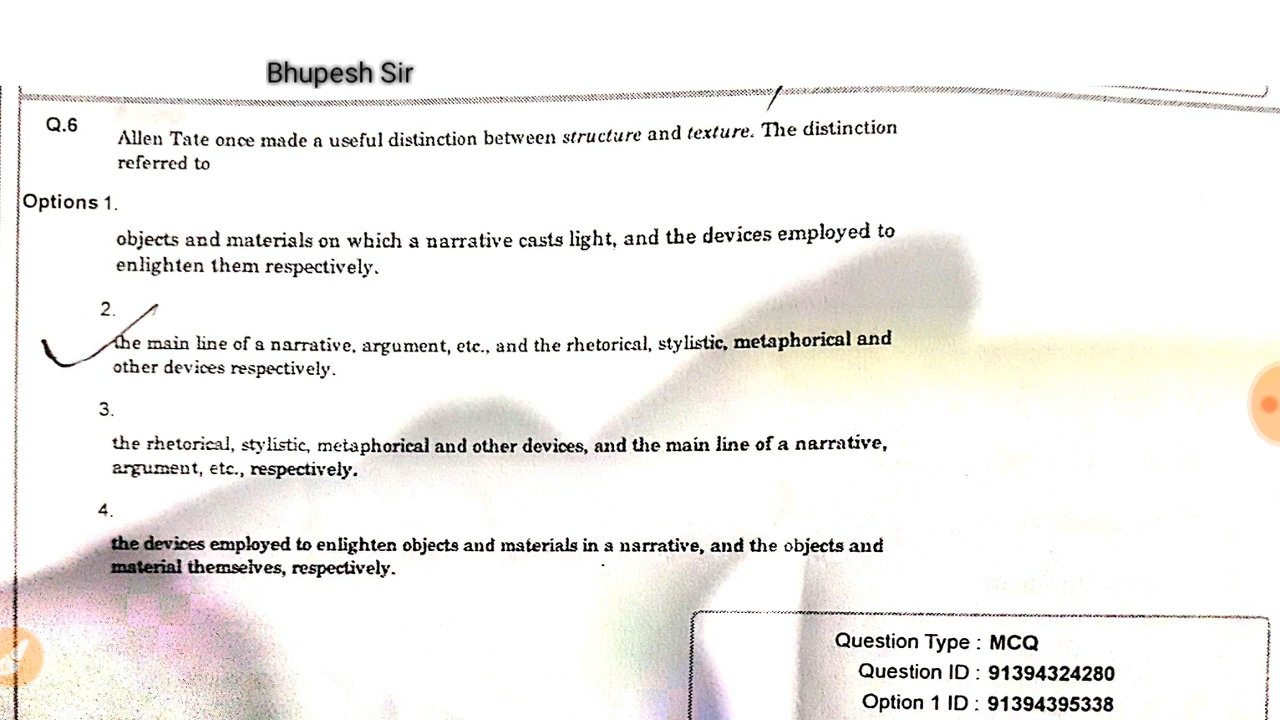 Bhupesh Sir
Q.6
Allen Tate once made a useful distinction between structure and texture. The distinction
referred to
Options 1.
objects and materials on which a narrative casts light, and the devices employed to
enlighten them respectively.
2.
the main line of a narrative, argument, etc., and the rhetorical, stylistic, metaphorical and
other devices respectively.
3.
the rhetorical, stylistic, metaphorical and other devices, and the main line of a narrative,
argument, etc., respectively.
4.
the devices employed to enlighten objects and materials in a narrative, and the objects and
material themselves, respectively.
Question Type : MCQ
Question ID : 91394324280
Option 1 ID : 91394395338